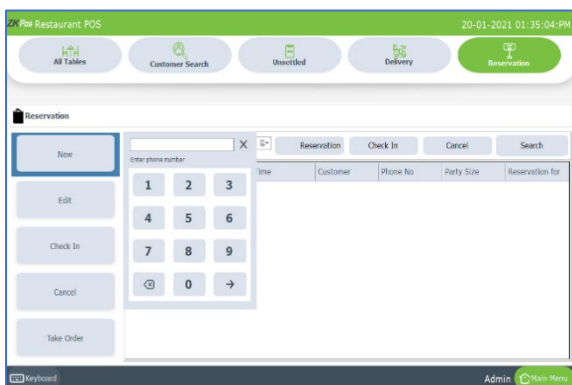 ZKPos Restaurant POS 20-01-2021 01:35:04:PM
All Tables Customer Search Unsettled Delivery Reservation
Reservation
New
Edit
Check In
Cancel
Take Order
X
Enter phone number
1 2 3
4 5 6
7 8 9
0
Reservation Check In Cancel Search
Time Customer Phone No Party Size Reservation for
Keyboard Admin Main Menu